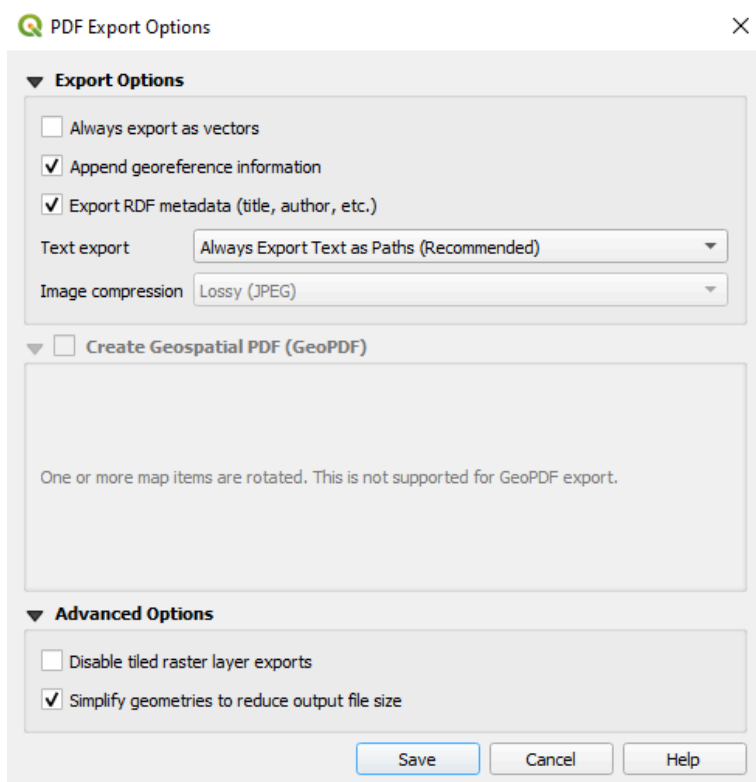 PDF Export Options
Export Options
Always export as vectors
Append georeference information
Export RDF metadata (title, author, etc.)
Text export Always Export Text as Paths (Recommended)
Image compression Lossy (JPEG)
Create Geospatial PDF (GeoPDF)
One or more map items are rotated. This is not supported for GeoPDF export.
Advanced Options
Disable tiled raster layer exports
Simplify geometries to reduce output file size
Save Cancel Help